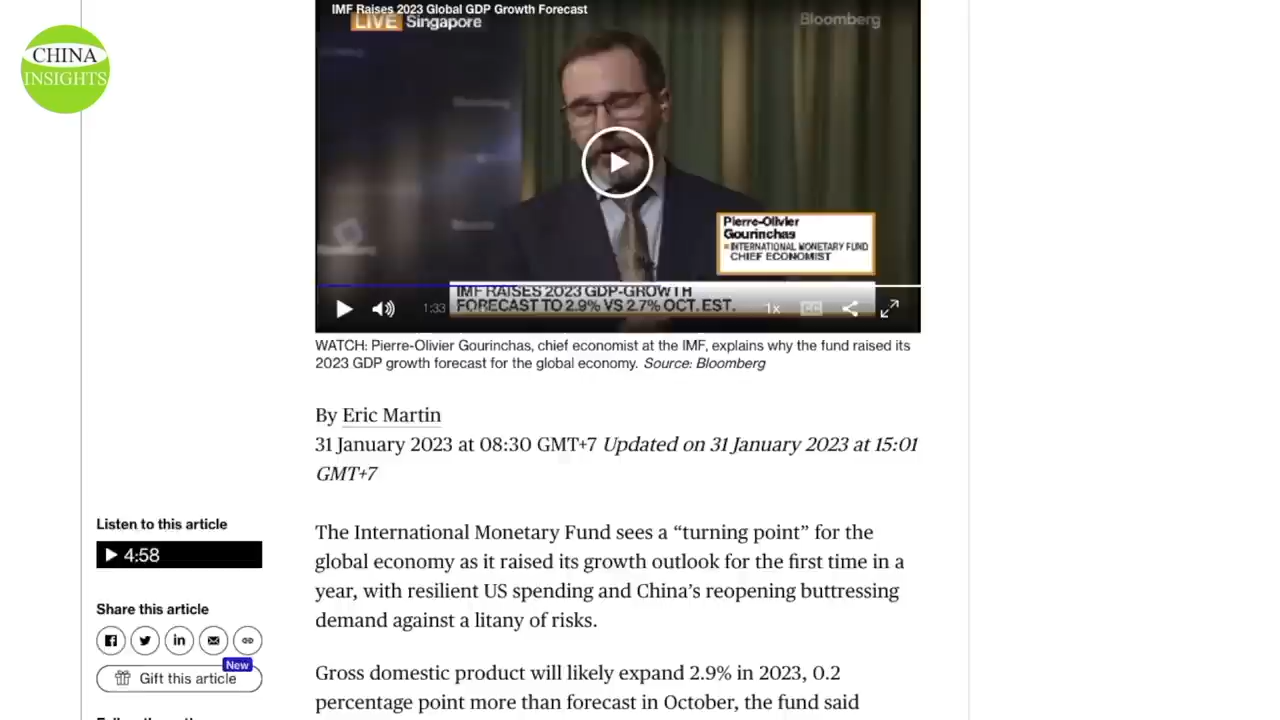 IMF Raises 2023 Global GDP Growth Forecast
LIVE Singapore
Bloomberg
CHINA
INSIGHTS
Pierre-Olivier
Gourinchas
INTERNATIONAL MONETARY FUND
CHIEF ECONOMIST
IMF RAISES 2023 GDP-GROWTH
FORECAST TO 2.9% VS 2.7% OCT. EST.
1:33
1x
CC
WATCH: Pierre-Olivier Gourinchas, chief economist at the IMF, explains why the fund raised its
2023 GDP growth forecast for the global economy. Source: Bloomberg
By Eric Martin
31 January 2023 at 08:30 GMT+7 Updated on 31 January 2023 at 15:01
GMT+7
Listen to this article
4:58
Share this article
New
Gift this article
The International Monetary Fund sees a “turning point” for the
global economy as it raised its growth outlook for the first time in a
year, with resilient US spending and China’s reopening buttressing
demand against a litany of risks.
Gross domestic product will likely expand 2.9% in 2023, 0.2
percentage point more than forecast in October, the fund said